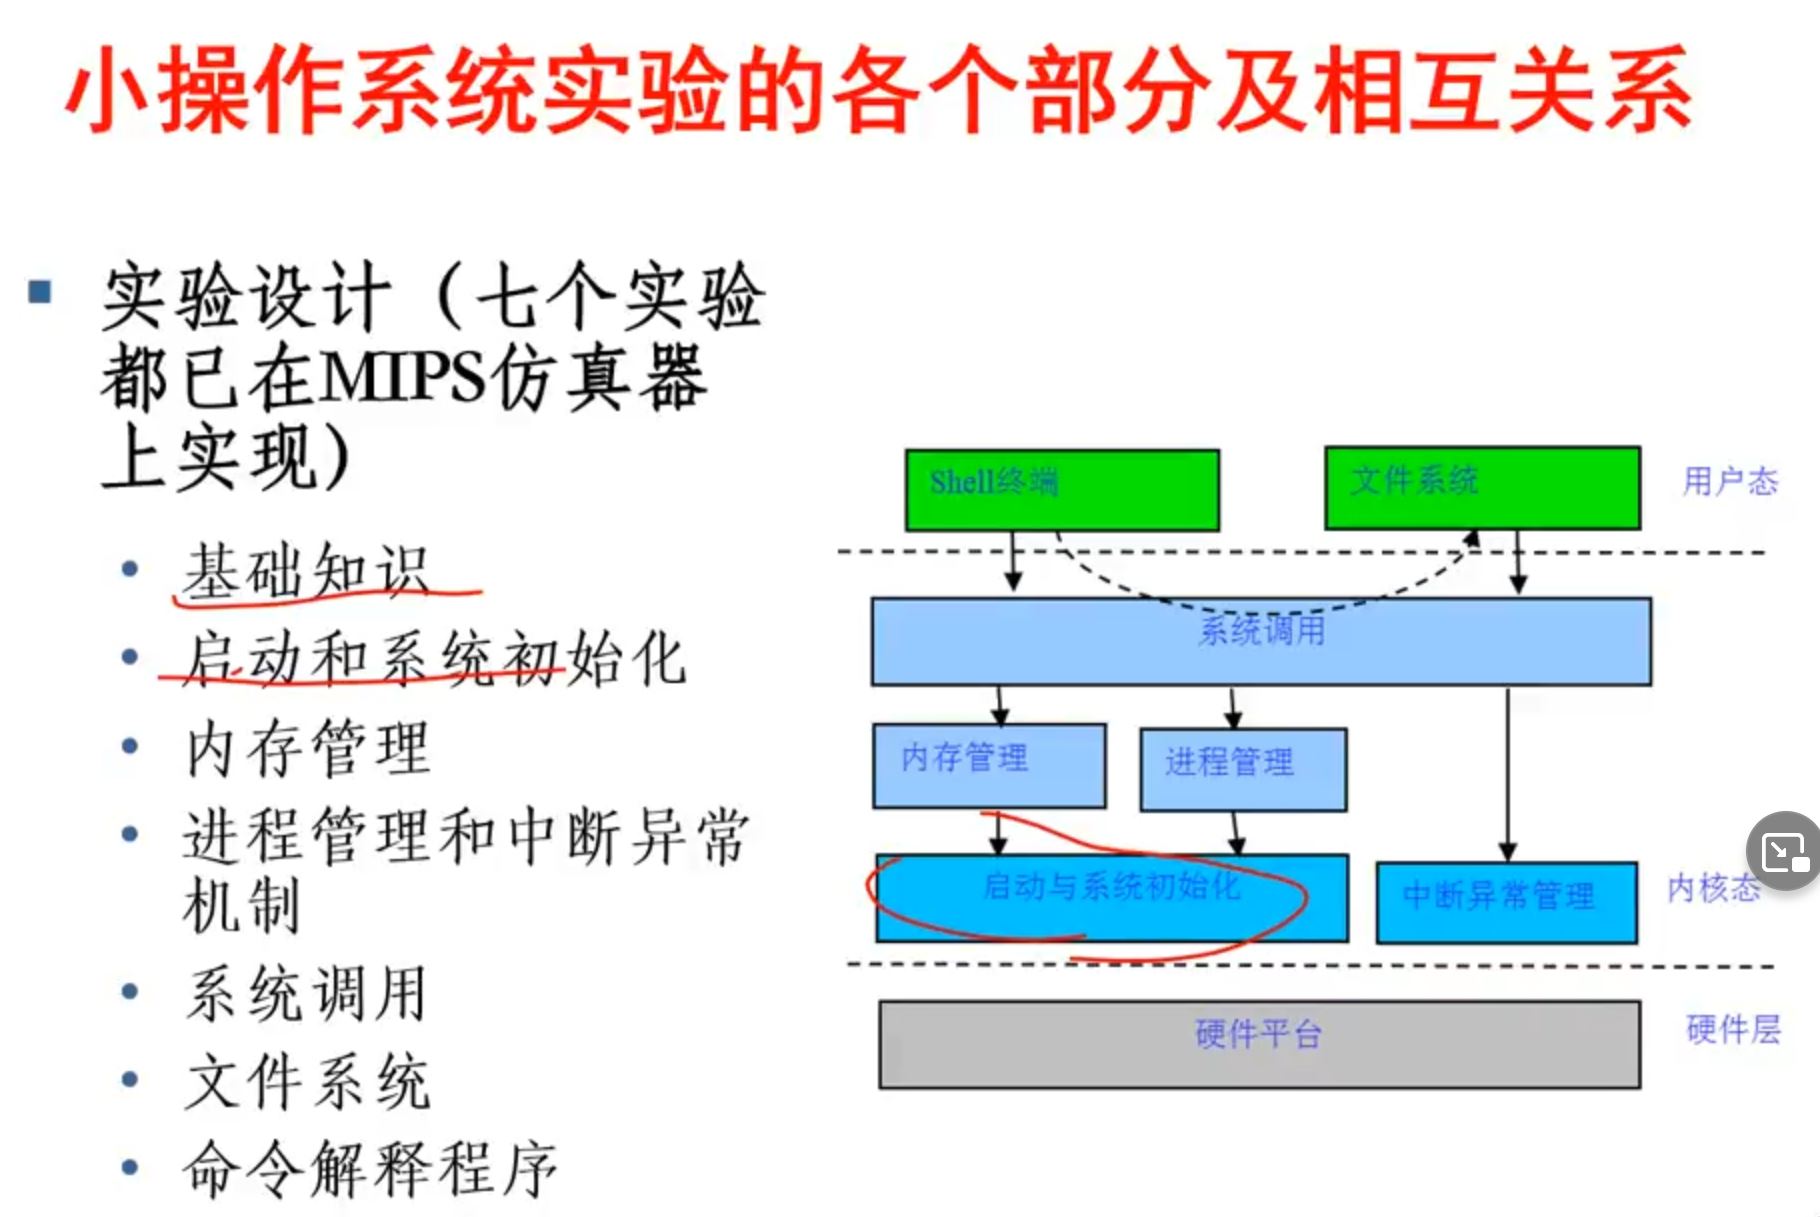 小操作系统实验的各个部分及相互关系
实验设计（七个实验
都已在MIPS仿真器
上实现）
基础知识
启动和系统初始化
内存管理
进程管理和中断异常
机制
系统调用
文件系统
命令解释程序
Shell终端
文件系统
用户态
系统调用
内存管理
进程管理
启动与系统初始化
中断异常管理
内核态
硬件平台
硬件层